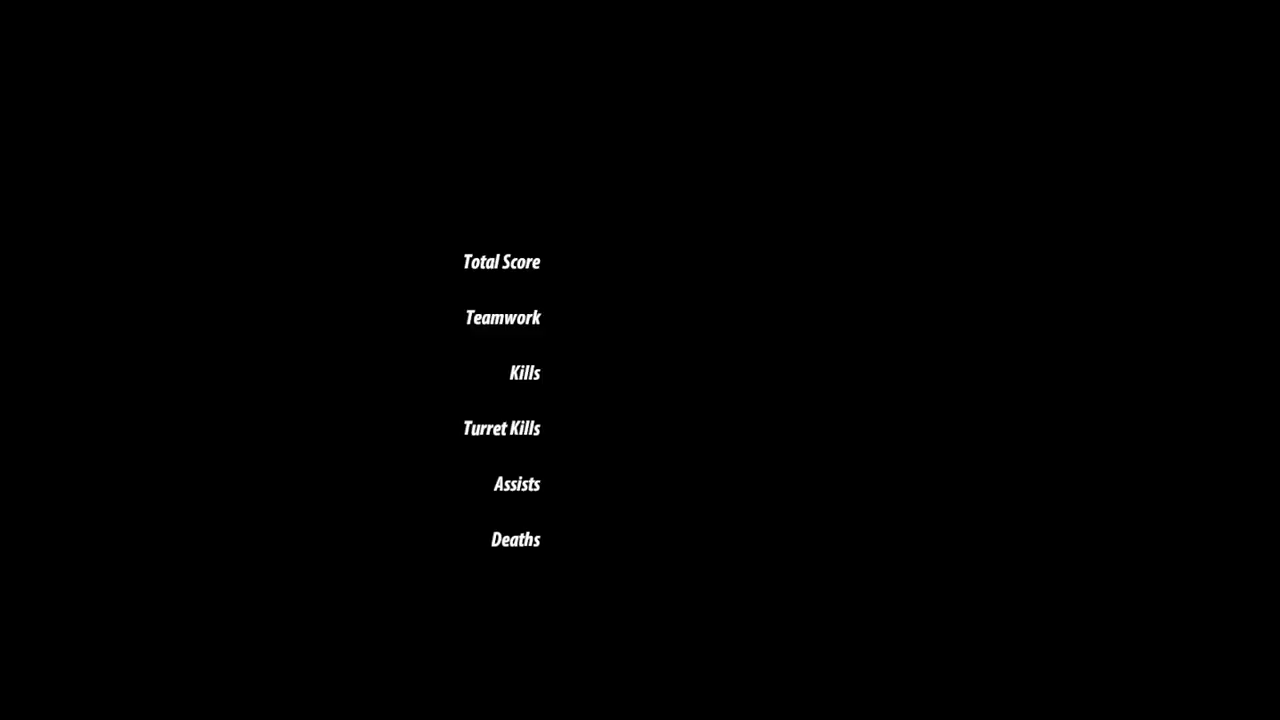 Total Score
Teamwork
Kills
Turret Kills
Assists
Deaths